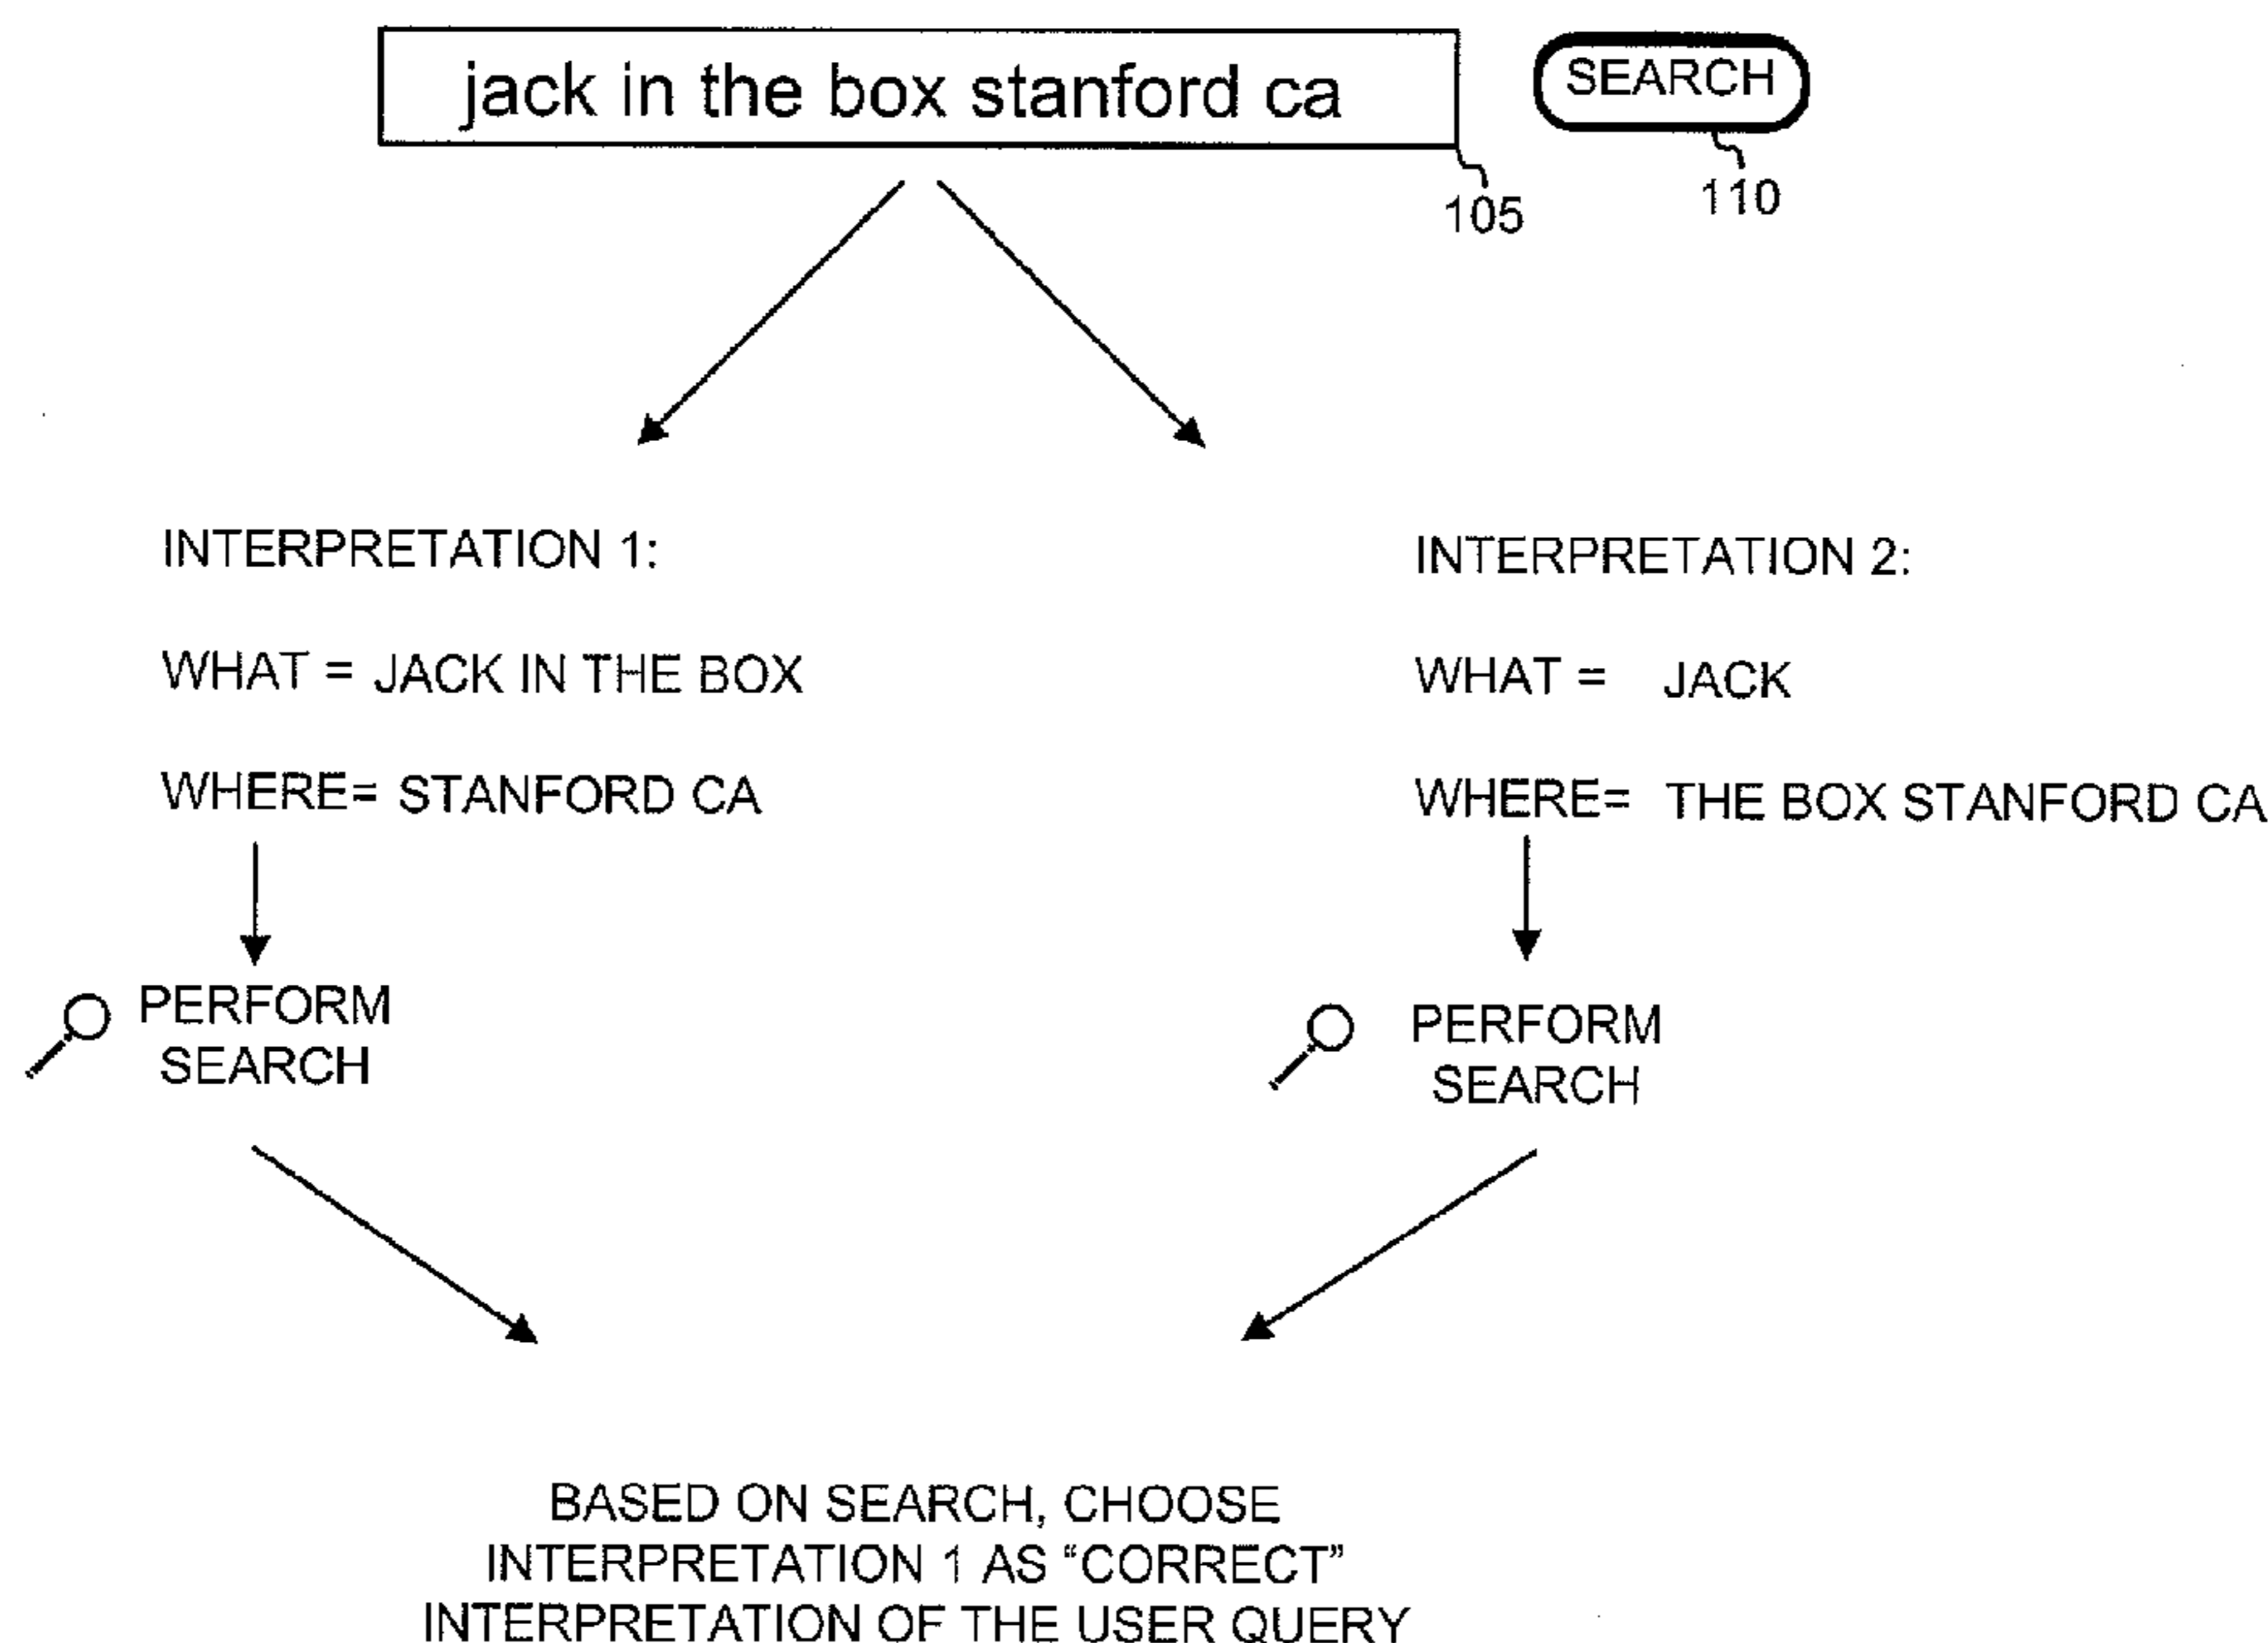 jack in the box stanford ca
SEARCH
105
110
INTERPRETATION 1:
WHAT = JACK IN THE BOX
WHERE= STANFORD CA
PERFORM
SEARCH
INTERPRETATION 2:
WHAT = JACK
WHERE= THE BOX STANFORD CA
PERFORM
SEARCH
BASED ON SEARCH, CHOOSE
INTERPRETATION 1 AS “CORRECT”
INTERPRETATION OF THE USER QUERY